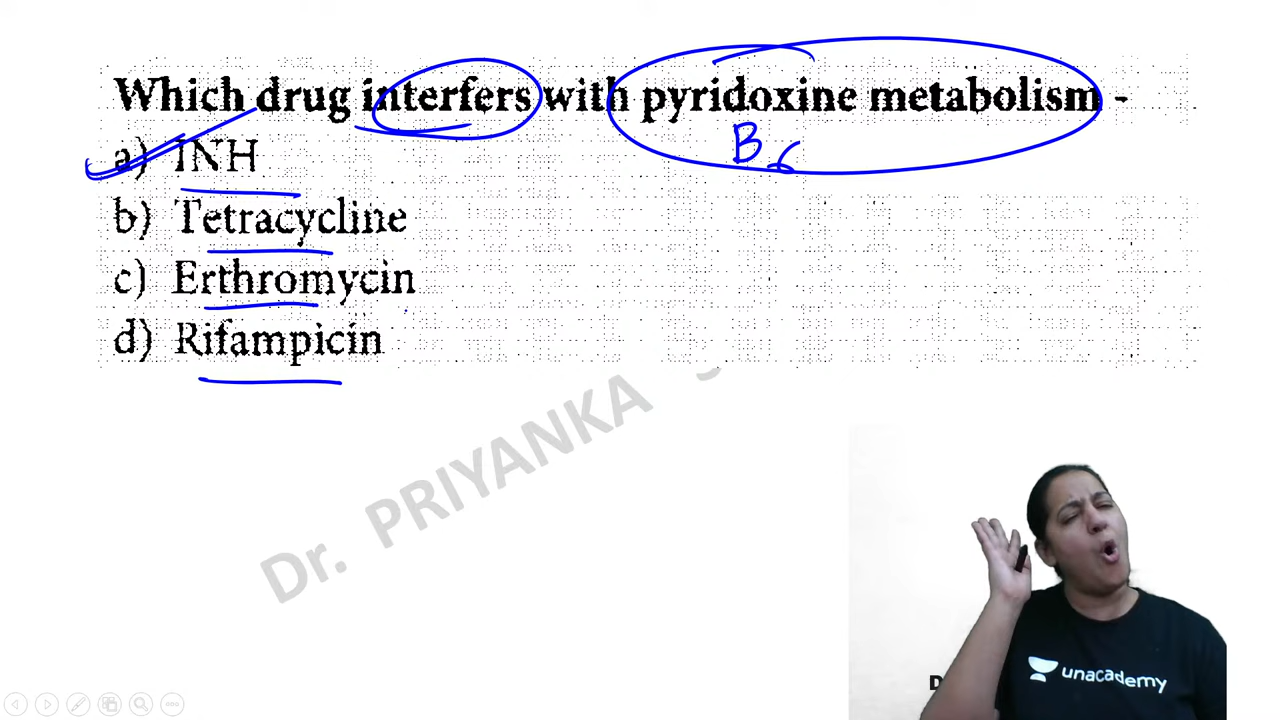 Which drug interfers with pyridoxine metabolism -
B6
a) INH
b) Tetracycline
c) Erthromycin
d) Rifampicin
Dr. PRIYANKA
unacademy
D